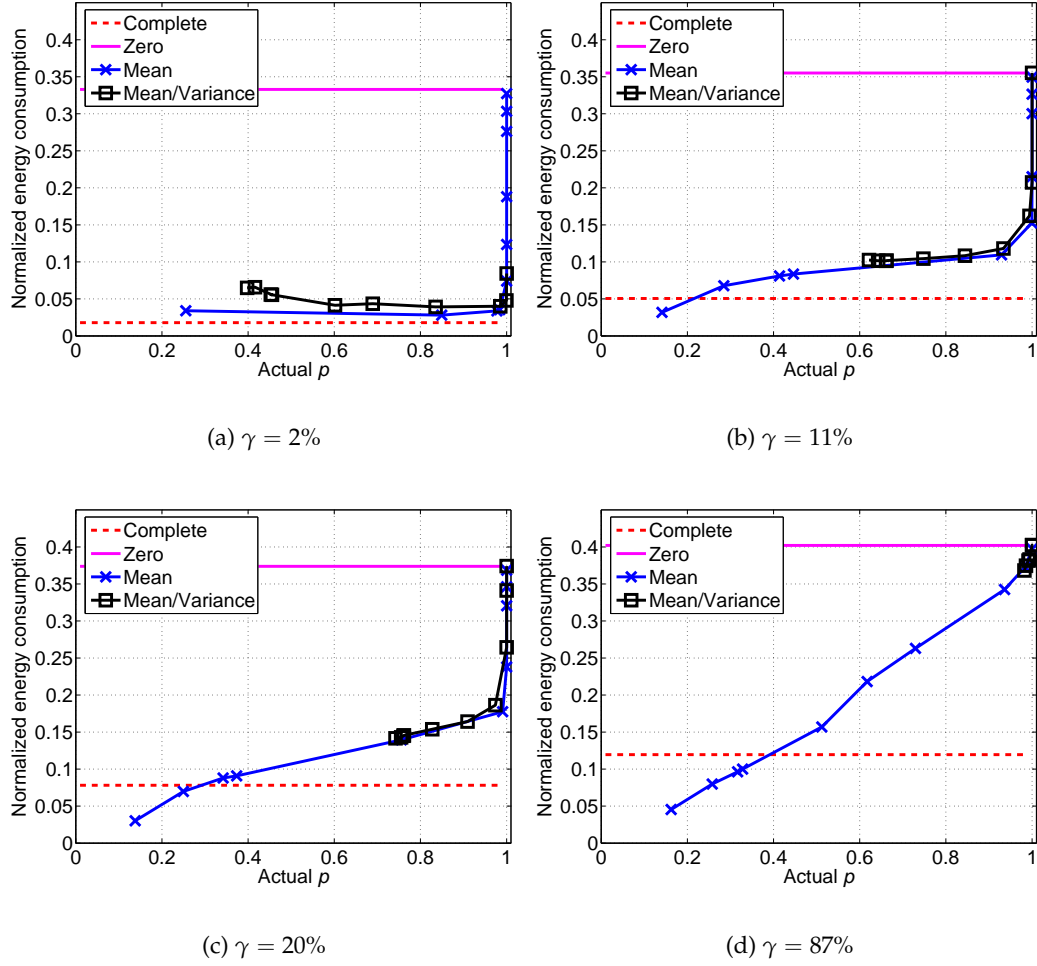 Complete
Zero
Mean
Mean/Variance
Normalized energy consumption
0.4
0.35
0.3
0.25
0.2
0.15
0.1
0.05
0
0 0.2 0.4 0.6 0.8 1
Actual p
(a) γ = 2%
Complete
Zero
Mean
Mean/Variance
Normalized energy consumption
0.4
0.35
0.3
0.25
0.2
0.15
0.1
0.05
0
0 0.2 0.4 0.6 0.8 1
Actual p
(b) γ = 11%
Complete
Zero
Mean
Mean/Variance
Normalized energy consumption
0.4
0.35
0.3
0.25
0.2
0.15
0.1
0.05
0
0 0.2 0.4 0.6 0.8 1
Actual p
(c) γ = 20%
Complete
Zero
Mean
Mean/Variance
Normalized energy consumption
0.4
0.35
0.3
0.25
0.2
0.15
0.1
0.05
0
0 0.2 0.4 0.6 0.8 1
Actual p
(d) γ = 87%